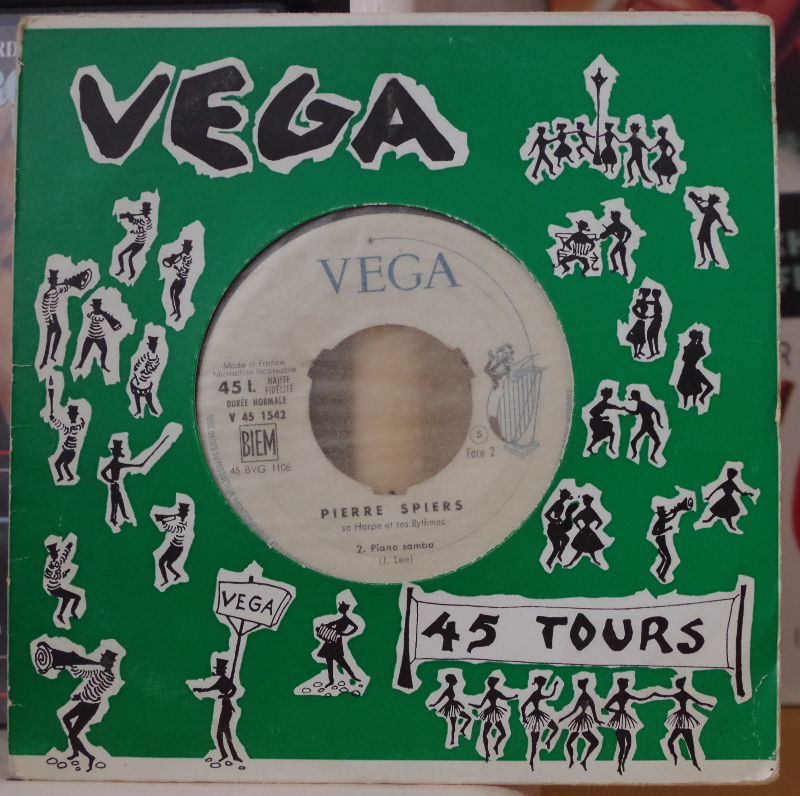 VEGA
VEGA
Made in France
Microsillon Incassable
45 t. HAUTE FIDÉLITÉ
DURÉE NORMALE
V 45 1542
BIEM
45 BVG 1106
S
Face 2
PIERRE SPIERS
sa Harpe et ses Rythmes
2. Piano samba
(J. Lee)
VEGA
45 TOURS